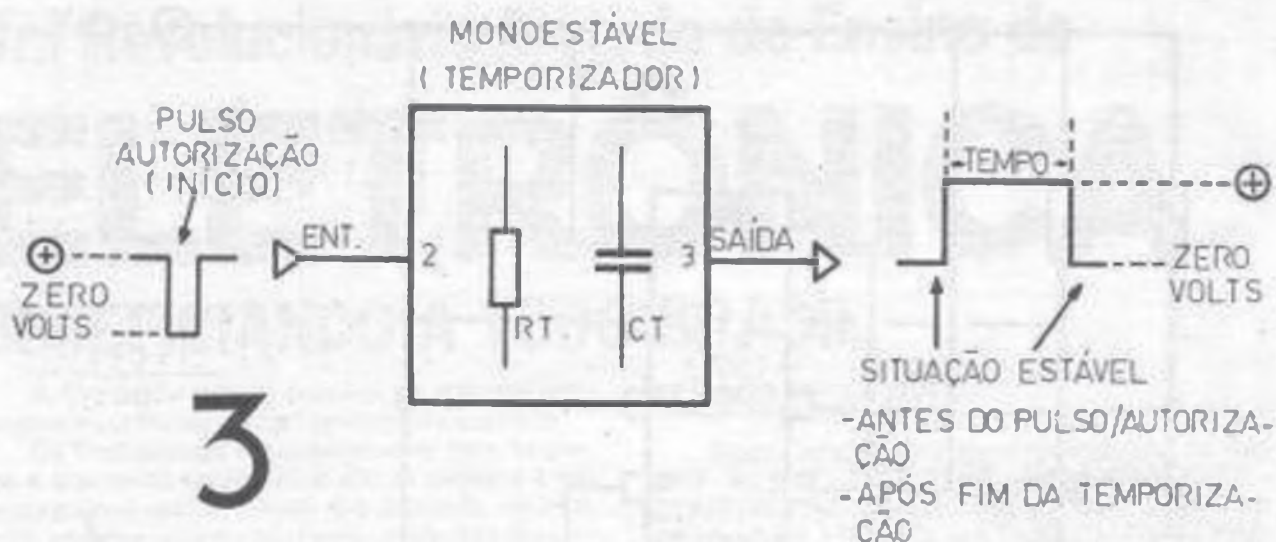 MONOESTÁVEL
(TEMPORIZADOR)
PULSO
AUTORIZAÇÃO
(INÍCIO)
⊕
ZERO
VOLTS
ENT.
2
RT.
CT
3
SAÍDA
TEMPO
⊕
ZERO
VOLTS
SITUAÇÃO ESTÁVEL
-ANTES DO PULSO/AUTORIZA-
ÇÃO
-APÓS FIM DA TEMPORIZA-
ÇÃO
3